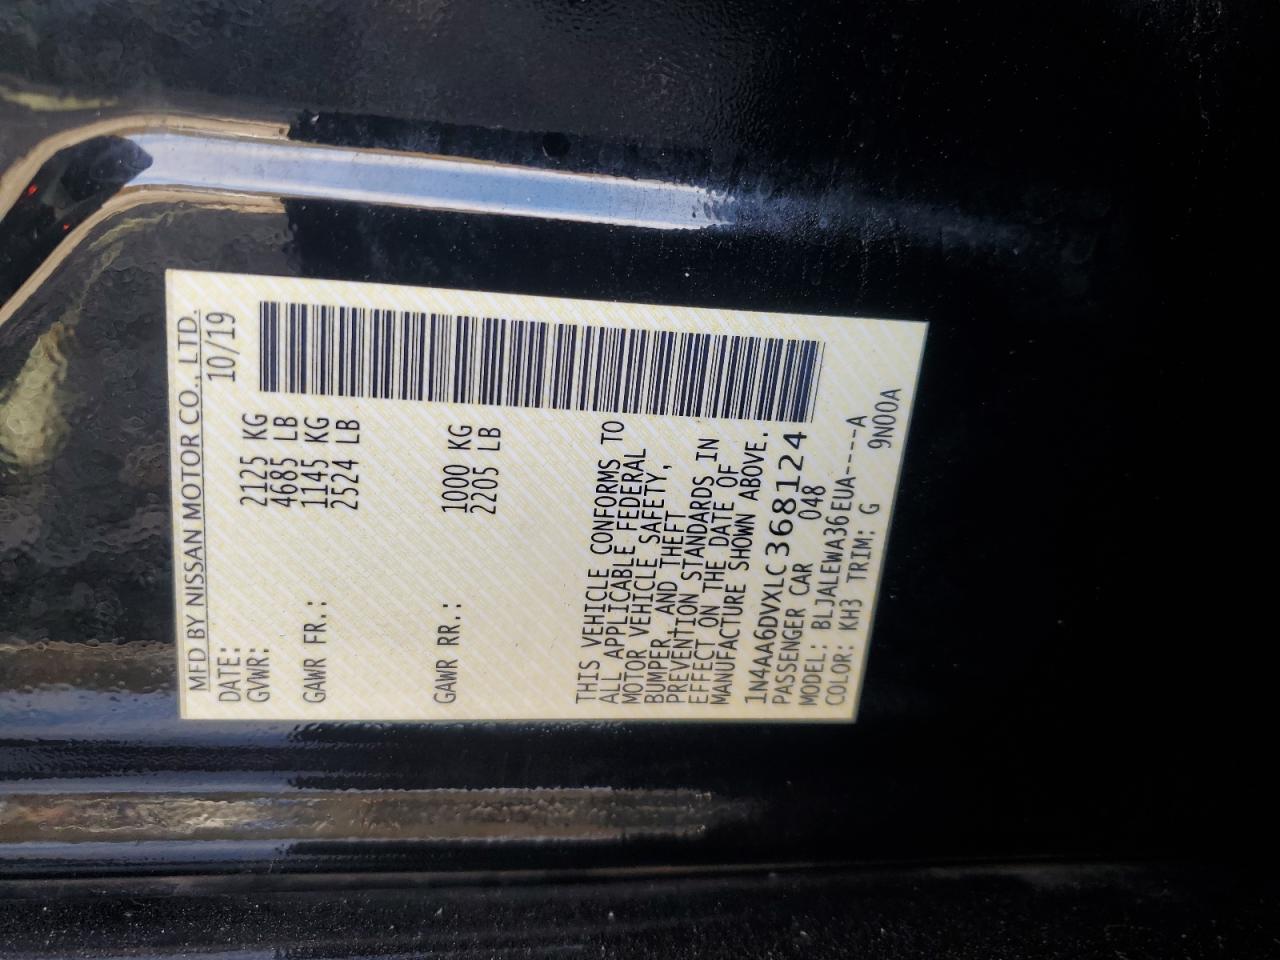 MFD BY NISSAN MOTOR CO., LTD.
DATE: 10/19
GVWR: 2125 KG
4685 LB
GAWR FR.: 1145 KG
2524 LB
GAWR RR.: 1000 KG
2205 LB
THIS VEHICLE CONFORMS TO
ALL APPLICABLE FEDERAL
MOTOR VEHICLE SAFETY,
BUMPER, AND THEFT
PREVENTION STANDARDS IN
EFFECT ON THE DATE OF
MANUFACTURE SHOWN ABOVE.
1N4AA6DVXLC368124
PASSENGER CAR 048
MODEL: BLJALEWA36EUA----A
COLOR: KH3 TRIM: G 9N00A